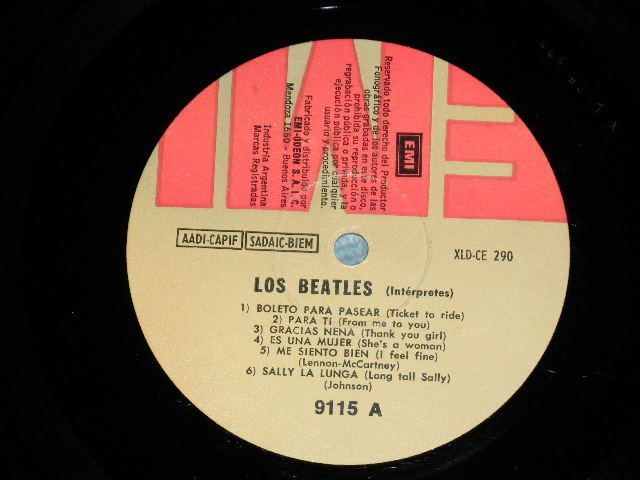 EMI
Reservado todo derecho del Productor
Fonográfico y de los autores de las
obras grabadas en este disco,
prohibida su reproducción o
regrabación pública o privada, y la
ejecución pública por cualquier
usuario y procedimiento.
EMI
Fabricado y distribuído por
EMI-ODEON S. A. I. C.
Mendoza 1660 - Buenos Aires
Industria Argentina
Marcas Registradas
AADI-CAPIF SADAIC-BIEM
XLD-CE 290
LOS BEATLES (Intérpretes)
1) BOLETO PARA PASEAR (Ticket to ride)
2) PARA TI (From me to you)
3) GRACIAS NENA (Thank you girl)
4) ES UNA MUJER (She's a woman)
5) ME SIENTO BIEN (I feel fine)
(Lennon-McCartney)
6) SALLY LA LUNGA (Long tall Sally)
(Johnson)
9115 A